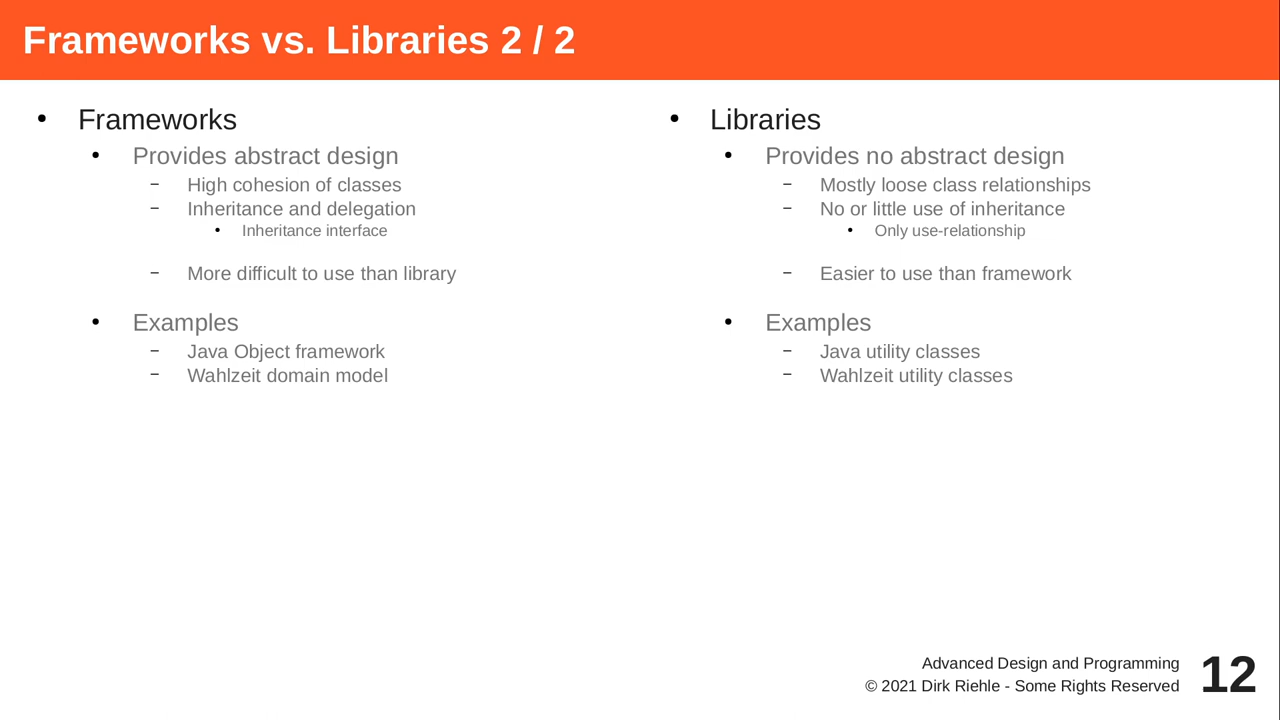 Frameworks vs. Libraries 2 / 2
• Frameworks
• Provides abstract design
– High cohesion of classes
– Inheritance and delegation
• Inheritance interface
– More difficult to use than library
• Examples
– Java Object framework
– Wahlzeit domain model
• Libraries
• Provides no abstract design
– Mostly loose class relationships
– No or little use of inheritance
• Only use-relationship
– Easier to use than framework
• Examples
– Java utility classes
– Wahlzeit utility classes
Advanced Design and Programming
© 2021 Dirk Riehle - Some Rights Reserved
12